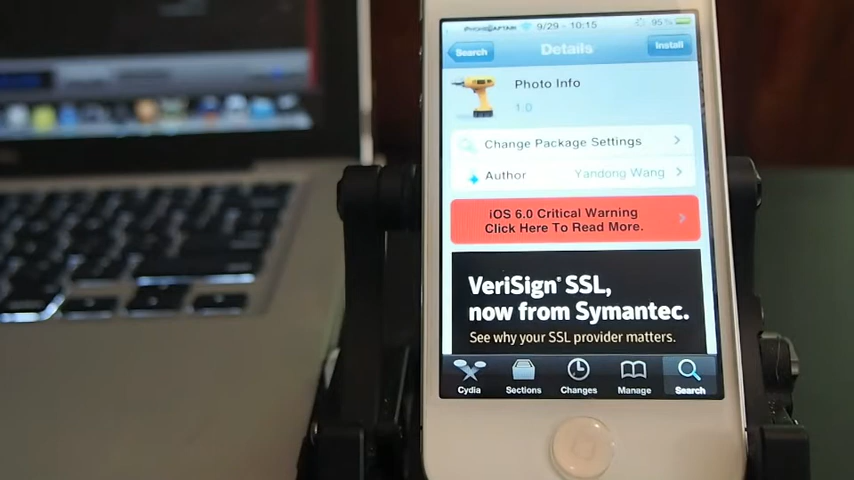 iPhoneCaptain 9/29 - 10:15 95%
Search Details Install
Photo Info
1.0
Change Package Settings
Author Yandong Wang
iOS 6.0 Critical Warning
Click Here To Read More.
VeriSign® SSL,
now from Symantec.
See why your SSL provider matters.
Cydia Sections Changes Manage Search